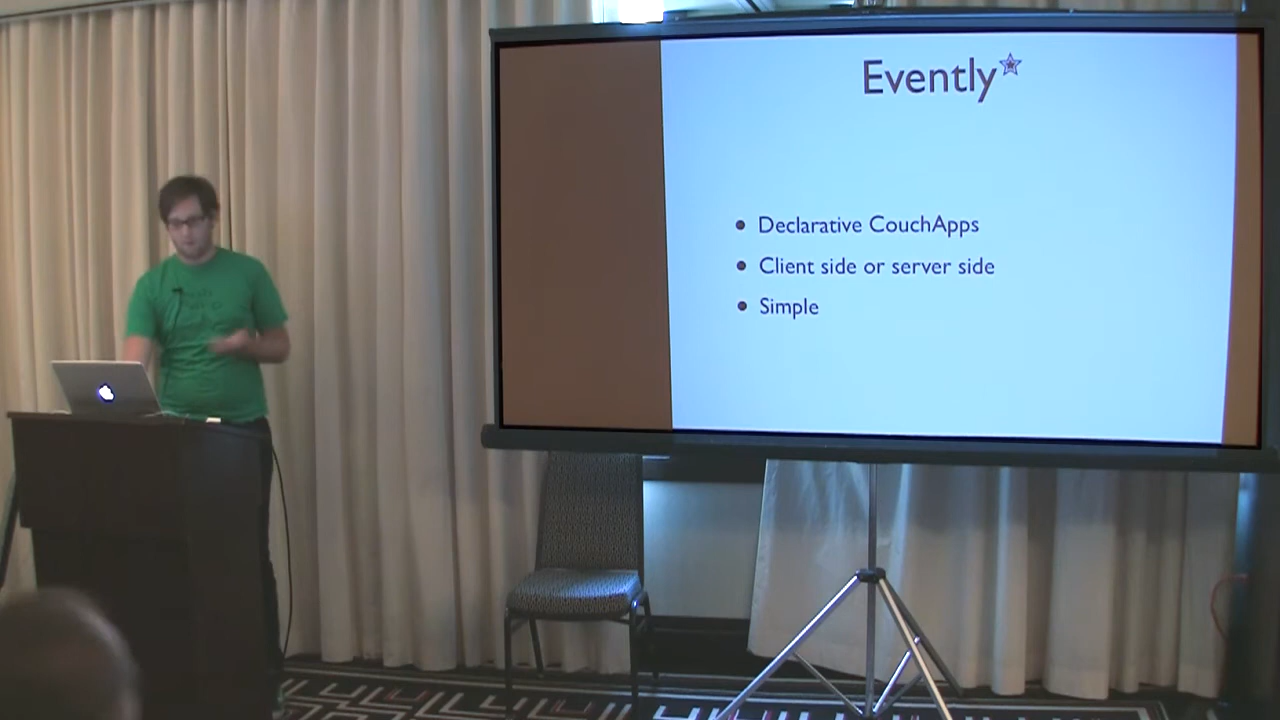 Evently
• Declarative CouchApps
• Client side or server side
• Simple